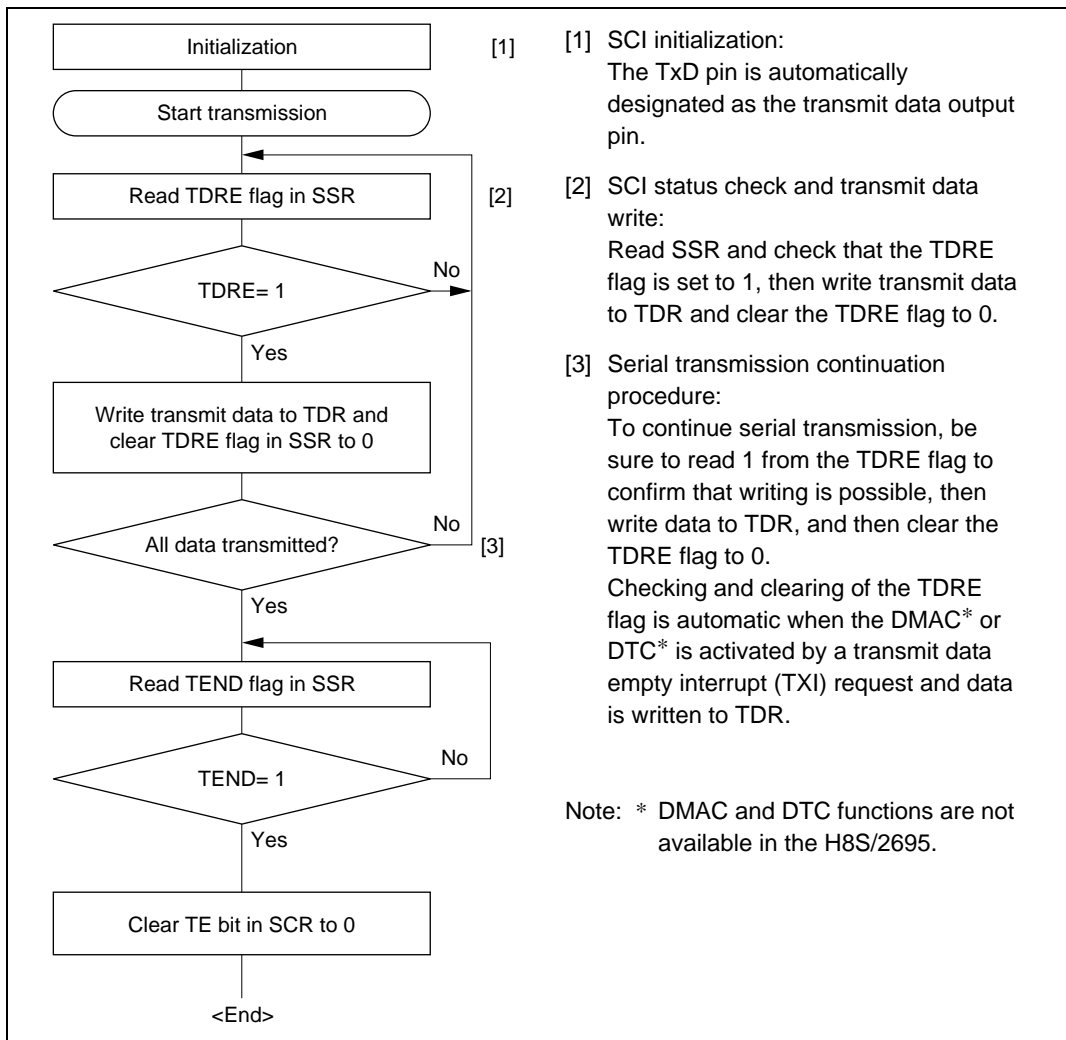 Initialization
[1]
Start transmission
Read TDRE flag in SSR
[2]
TDRE= 1
No
Yes
Write transmit data to TDR and
clear TDRE flag in SSR to 0
All data transmitted?
No
[3]
Yes
Read TEND flag in SSR
TEND= 1
No
Yes
Clear TE bit in SCR to 0
<End>
[1] SCI initialization:
The TxD pin is automatically
designated as the transmit data output
pin.
[2] SCI status check and transmit data
write:
Read SSR and check that the TDRE
flag is set to 1, then write transmit data
to TDR and clear the TDRE flag to 0.
[3] Serial transmission continuation
procedure:
To continue serial transmission, be
sure to read 1 from the TDRE flag to
confirm that writing is possible, then
write data to TDR, and then clear the
TDRE flag to 0.
Checking and clearing of the TDRE
flag is automatic when the DMAC* or
DTC* is activated by a transmit data
empty interrupt (TXI) request and data
is written to TDR.
Note: * DMAC and DTC functions are not
available in the H8S/2695.